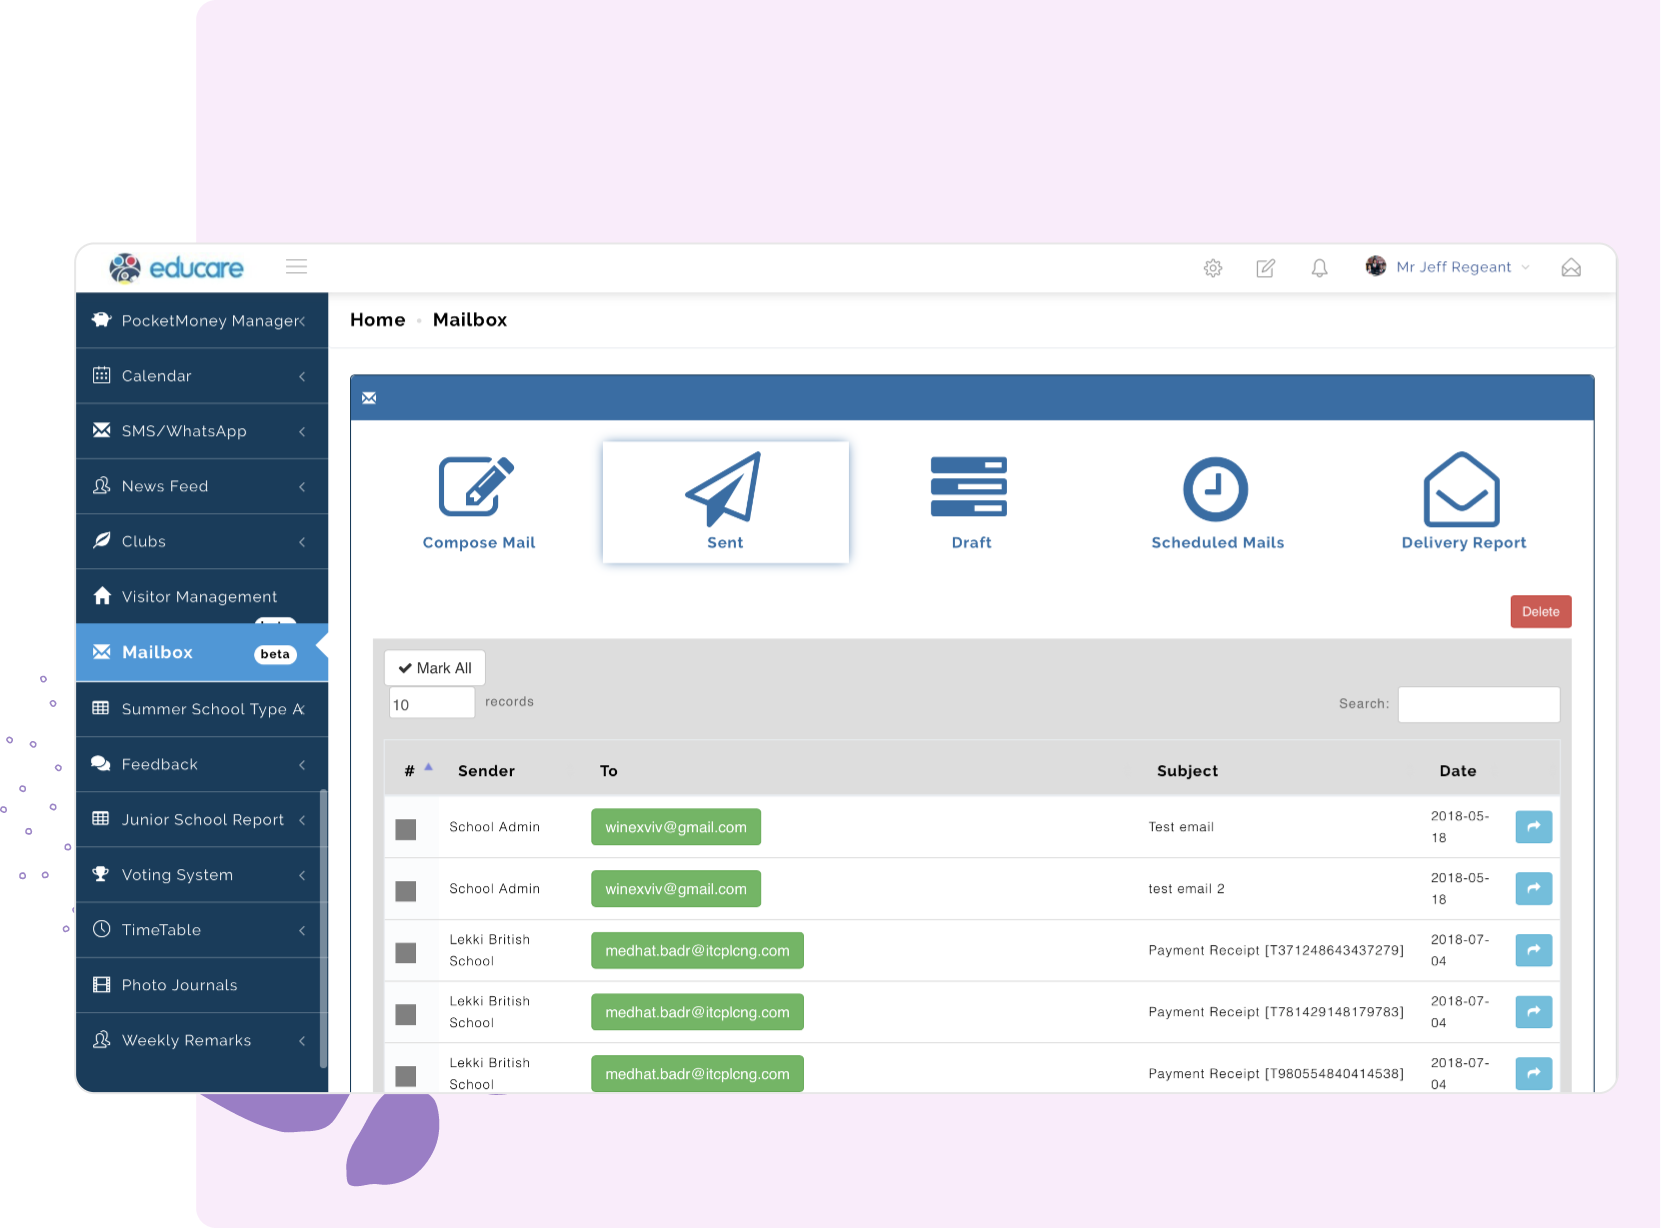 educare
Mr Jeff Regeant
PocketMoney Manager
Calendar
SMS/WhatsApp
News Feed
Clubs
Visitor Management
Mailbox beta
Summer School Type A
Feedback
Junior School Report
Voting System
TimeTable
Photo Journals
Weekly Remarks
Home Mailbox
Compose Mail Sent Draft Scheduled Mails Delivery Report
Delete
Mark All
10 records Search:
# Sender To Subject Date
School Admin winexviv@gmail.com Test email 2018-05-
18
School Admin winexviv@gmail.com test email 2 2018-05-
18
Lekki British medhat.badr@itcplcng.com Payment Receipt [T371248643437279] 2018-07-
School 04
Lekki British medhat.badr@itcplcng.com Payment Receipt [T781429148179783] 2018-07-
School 04
Lekki British medhat.badr@itcplcng.com Payment Receipt [T980554840414538] 2018-07-
School 04